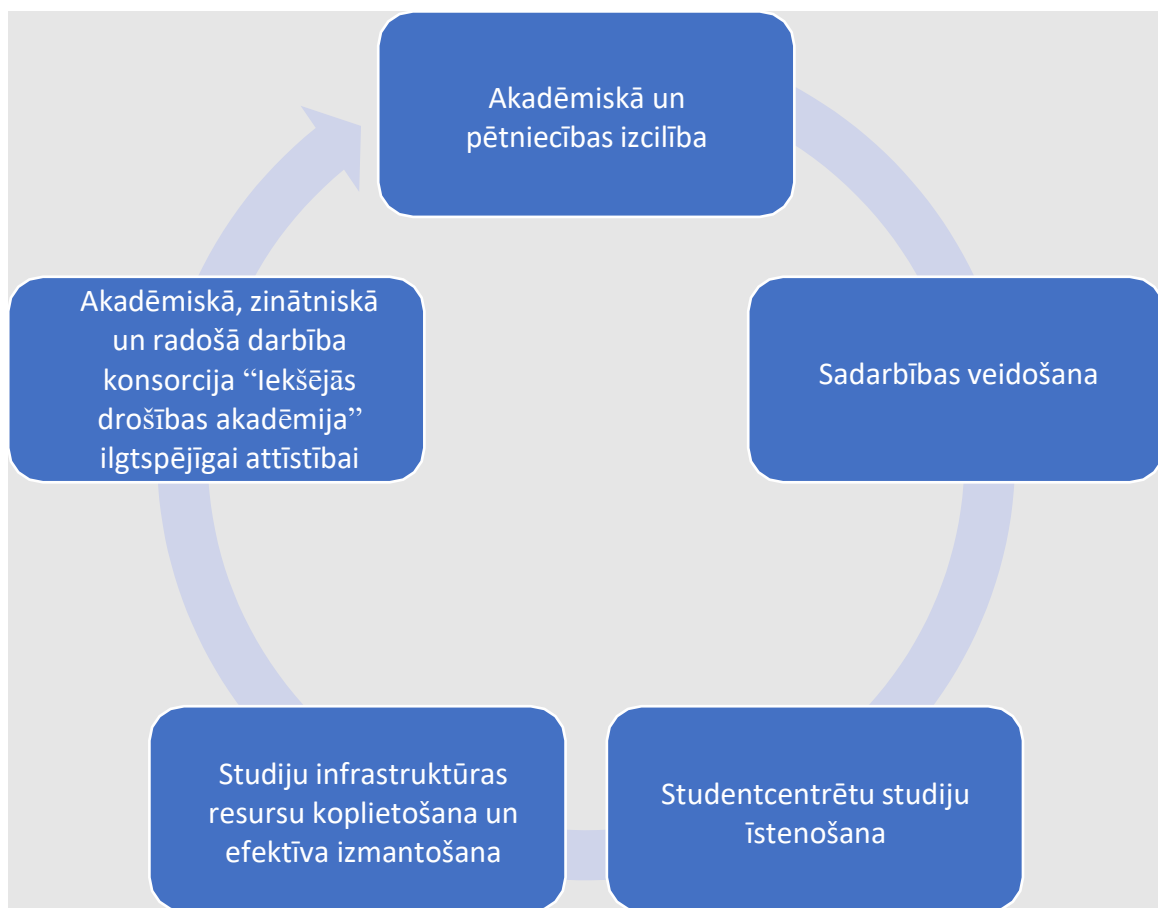 Akadēmiskā un
pētniecības izcilība
Sadarbības veidošana
Studentcentrētu studiju
īstenošana
Studiju infrastruktūras
resursu koplietošana un
efektīva izmantošana
Akadēmiskā, zinātniskā
un radošā darbība
konsorcija “Iekšējās
drošības akadēmija”
ilgtspējīgai attīstībai